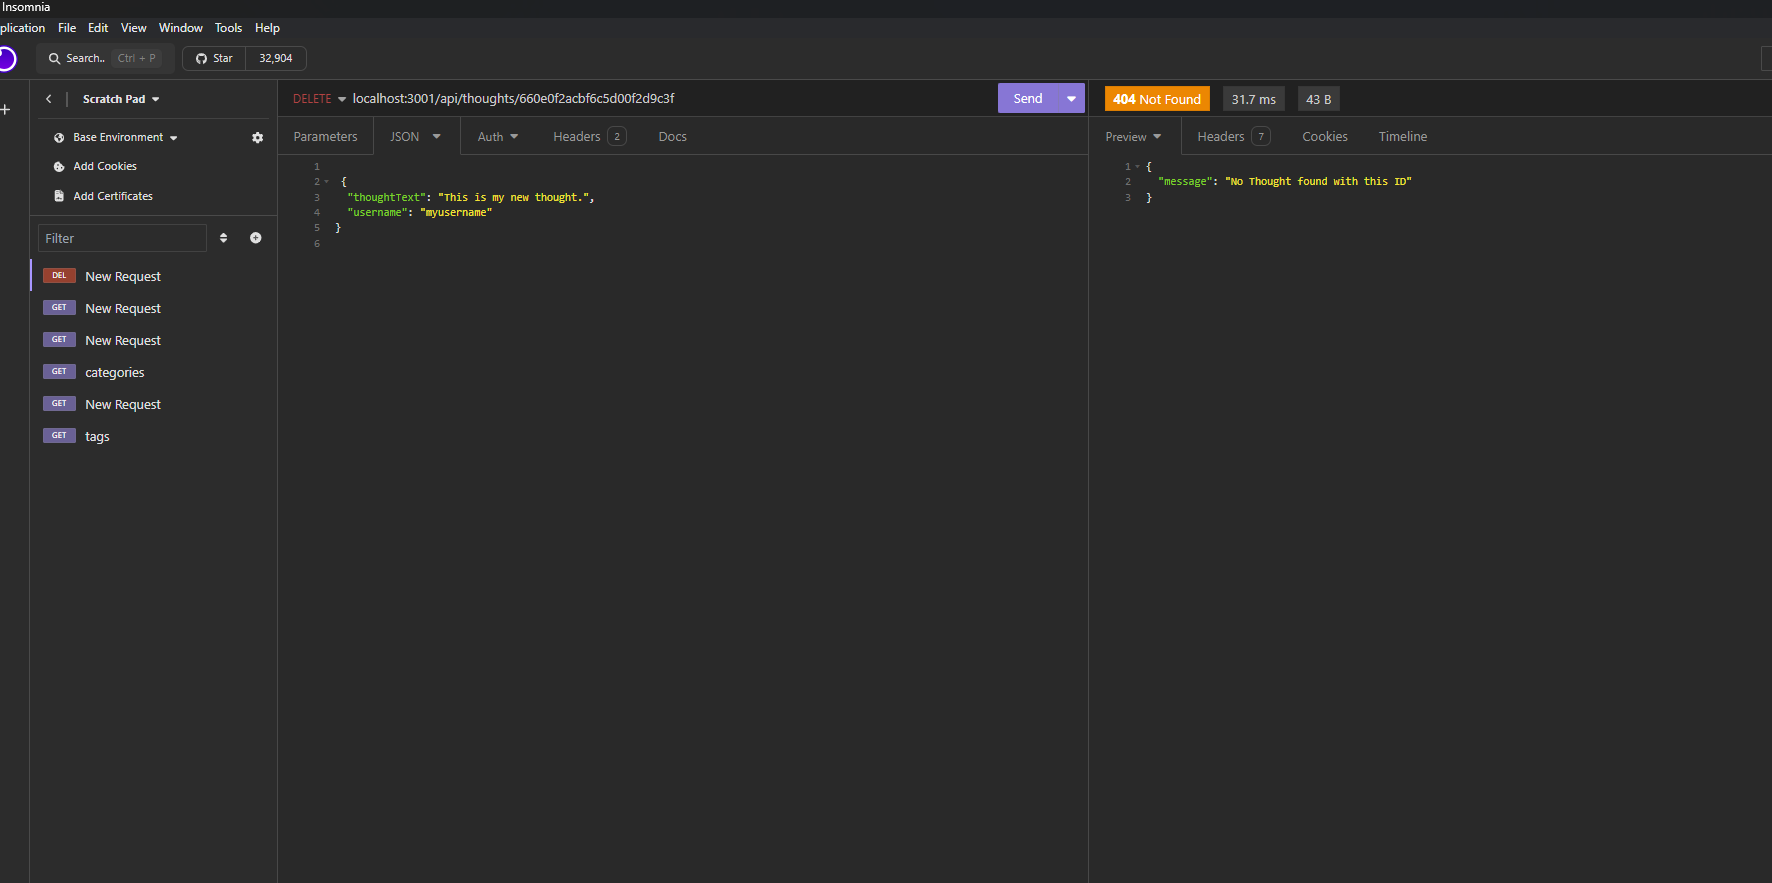 Insomnia
plication File Edit View Window Tools Help
Search.. Ctrl + P Star 32,904
Scratch Pad
Base Environment
Add Cookies
Add Certificates
Filter
DEL New Request
GET New Request
GET New Request
GET categories
GET New Request
GET tags
DELETE localhost:3001/api/thoughts/660e0f2acbf6c5d00f2d9c3f Send
Parameters JSON Auth Headers 2 Docs
1
2 {
3 "thoughtText": "This is my new thought.",
4 "username": "myusername"
5 }
6
404 Not Found 31.7 ms 43 B
Preview Headers 7 Cookies Timeline
1 {
2 "message": "No Thought found with this ID"
3 }